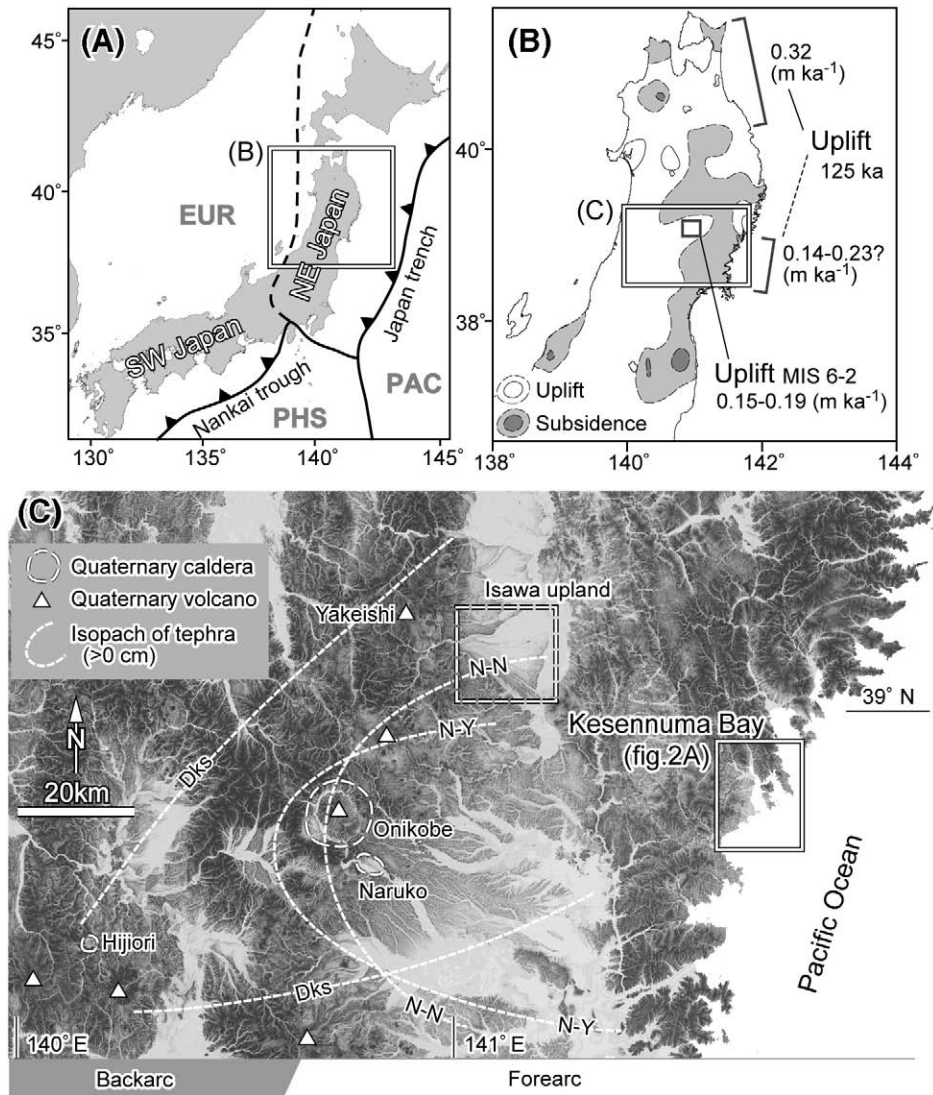 (A)
45°
40°
35°
130°
135°
140°
145°
(B)
EUR
NE Japan
SW Japan
Japan trench
Nankai trough
PAC
PHS
(B)
40°
38°
138°
140°
142°
144°
(C)
0.32
(m ka-1)
Uplift
125 ka
0.14-0.23?
(m ka-1)
Uplift MIS 6-2
0.15-0.19 (m ka-1)
Uplift
Subsidence
(C)
Quaternary caldera
Quaternary volcano
Isopach of tephra
(>0 cm)
N
20km
Yakeishi
Isawa upland
N-N
N-Y
Dks
39° N
Kesennuma Bay
(fig.2A)
Onikobe
Naruko
Hijiori
Dks
N-N
N-Y
Pacific Ocean
140° E
141° E
Backarc
Forearc